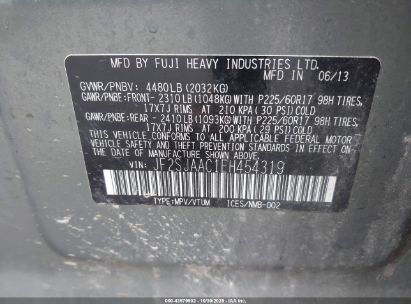 MFD. BY FUJI HEAVY INDUSTRIES LTD.
MFD. IN 06/13
GVWR/PNBV: 4480LB(2032KG)
GAWR/PNBE:FRONT- 2310LB(1048KG)WITH P225/60R17 98H TIRES,
17X7J RIMS AT 210 KPA(30 PSI)COLD
GAWR/PNBE:REAR- 2410LB(1093KG)WITH P225/60R17 98H TIRES,
17X7J RIMS AT 200 KPA(29 PSI)COLD
THIS VEHICLE CONFORMS TO ALL APPLICABLE FEDERAL MOTOR
VEHICLE SAFETY AND THEFT PREVENTION STANDARDS IN
EFFECT ON THE DATE OF MANUFACTURE SHOWN ABOVE.
VIN: JF2SJAAC1FH454319
TYPE:MPV/VTUM ICES/NMB-002